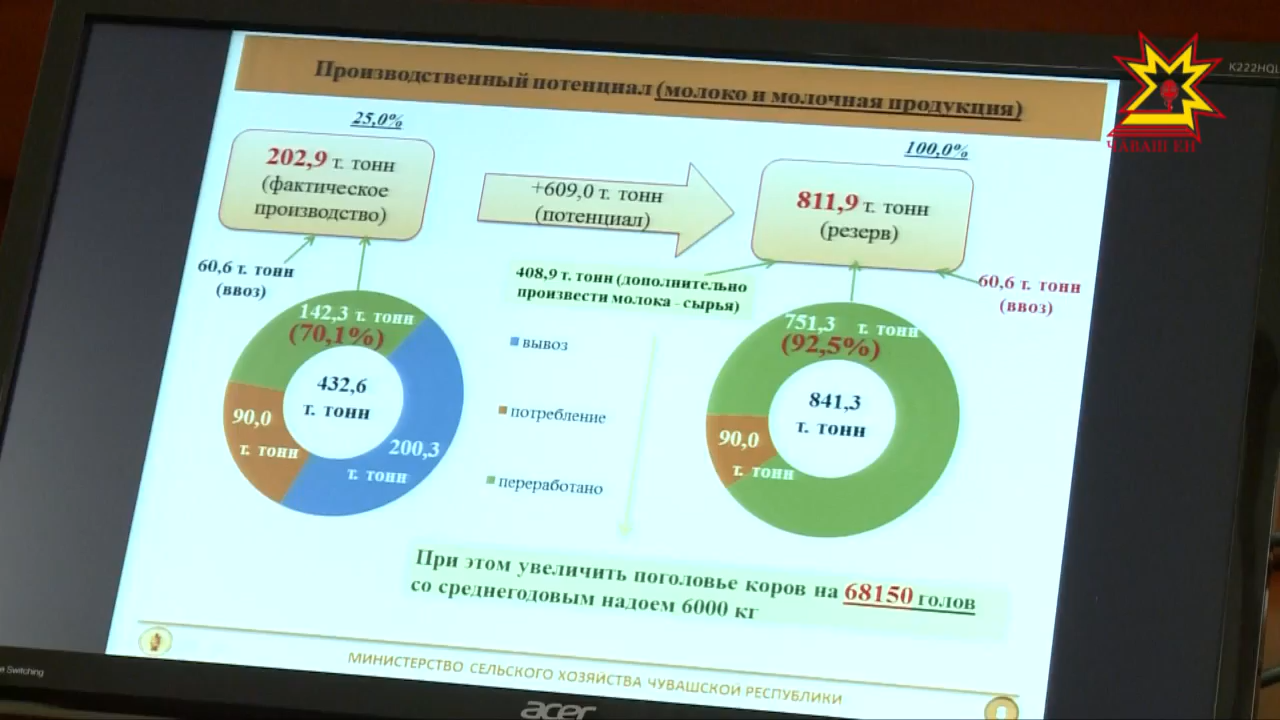 K222HQL
ЧӐВАШ ЕН
Производственный потенциал (молоко и молочная продукция)
25,0%
202,9 т. тонн
(фактическое
производство)
+609,0 т. тонн
(потенциал)
100,0%
811,9 т. тонн
(резерв)
60,6 т. тонн
(ввоз)
408,9 т. тонн (дополнительно
произвести молока - сырья)
60,6 т. тонн
(ввоз)
142,3 т. тонн
(70,1%)
432,6
т. тонн
90,0
т. тонн
200,3
т. тонн
вывоз
потребление
переработано
751,3 т. тонн
(92,5%)
841,3
т. тонн
90,0
т. тонн
При этом увеличить поголовье коров на 68150 голов
со среднегодовым надоем 6000 кг
МИНИСТЕРСТВО СЕЛЬСКОГО ХОЗЯЙСТВА ЧУВАШСКОЙ РЕСПУБЛИКИ
8
Switching
acer